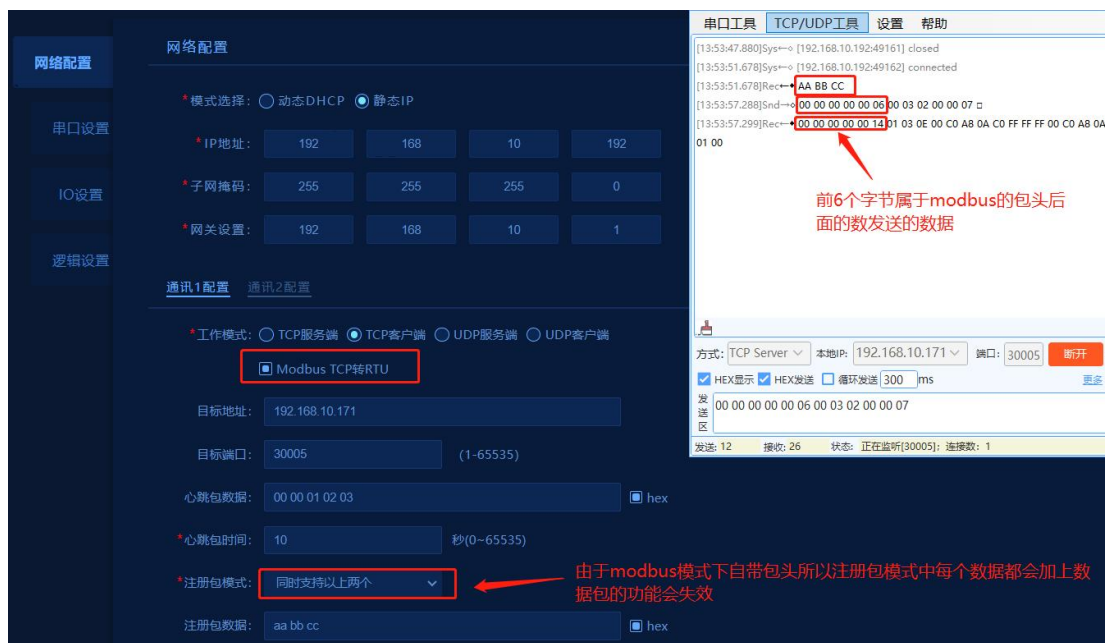 网络配置
串口设置
IO设置
逻辑设置
网络配置
*模式选择: 动态DHCP 静态IP
*IP地址: 192 168 10 192
*子网掩码: 255 255 255 0
*网关设置: 192 168 10 1
通讯1配置 通讯2配置
*工作模式: TCP服务端 TCP客户端 UDP服务端 UDP客户端
Modbus TCP转RTU
目标地址: 192.168.10.171
目标端口: 30005 (1-65535)
心跳包数据: 00 00 01 02 03 hex
*心跳包时间: 10 秒(0~65535)
*注册包模式: 同时支持以上两个
由于modbus模式下自带包头所以注册包模式中每个数据都会加上数
据包的功能会失效
注册包数据: aa bb cc hex
串口工具 TCP/UDP工具 设置 帮助
[13:53:47.880]Sys←○ [192.168.10.192:49161] closed
[13:53:51.678]Sys←○ [192.168.10.192:49162] connected
[13:53:51.678]Rec←◆ AA BB CC
[13:53:57.288]Snd→◇ 00 00 00 00 00 06 00 03 02 00 00 07 □
[13:53:57.299]Rec←◆ 00 00 00 00 00 14 01 03 0E 00 C0 A8 0A C0 FF FF FF 00 C0 A8 0A
01 00
前6个字节属于modbus的包头后
面的数发送的数据
方式: TCP Server 本地IP: 192.168.10.171 端口: 30005 断开
HEX显示 HEX发送 循环发送 300 ms 更多
发送区 00 00 00 00 00 06 00 03 02 00 00 07
发送: 12 接收: 26 状态: 正在监听[30005]; 连接数: 1